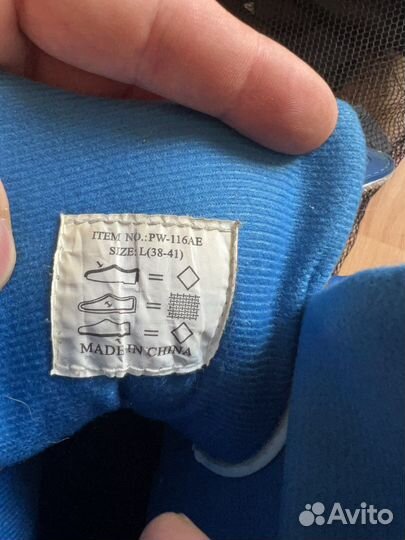 ITEM NO.:PW-116AE
SIZE:L(38-41)
=
=
=
MADE IN CHINA
Avito